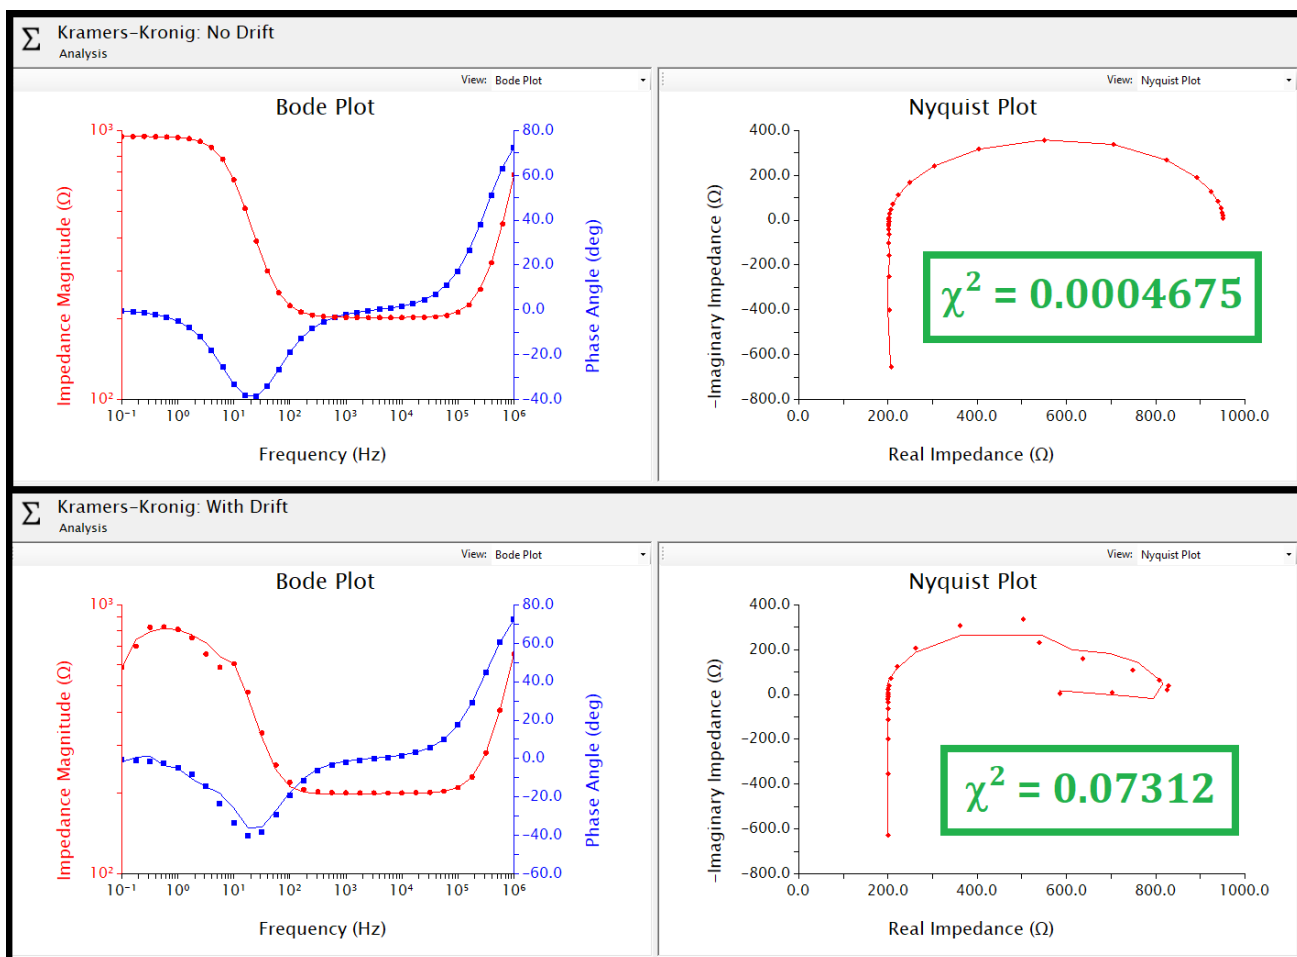 Σ Kramers-Kronig: No Drift
Analysis
View: Bode Plot
Bode Plot
10³
10²
Impedance Magnitude (Ω)
80.0
60.0
40.0
20.0
0.0
-20.0
-40.0
Phase Angle (deg)
10⁻¹ 10⁰ 10¹ 10² 10³ 10⁴ 10⁵ 10⁶
Frequency (Hz)
View: Nyquist Plot
Nyquist Plot
400.0
200.0
0.0
-200.0
-400.0
-600.0
-800.0
-Imaginary Impedance (Ω)
χ² = 0.0004675
0.0 200.0 400.0 600.0 800.0 1000.0
Real Impedance (Ω)
Σ Kramers-Kronig: With Drift
Analysis
View: Bode Plot
Bode Plot
10³
10²
Impedance Magnitude (Ω)
80.0
60.0
40.0
20.0
0.0
-20.0
-40.0
-60.0
Phase Angle (deg)
10⁻¹ 10⁰ 10¹ 10² 10³ 10⁴ 10⁵ 10⁶
Frequency (Hz)
View: Nyquist Plot
Nyquist Plot
400.0
200.0
0.0
-200.0
-400.0
-600.0
-800.0
-Imaginary Impedance (Ω)
χ² = 0.07312
0.0 200.0 400.0 600.0 800.0 1000.0
Real Impedance (Ω)